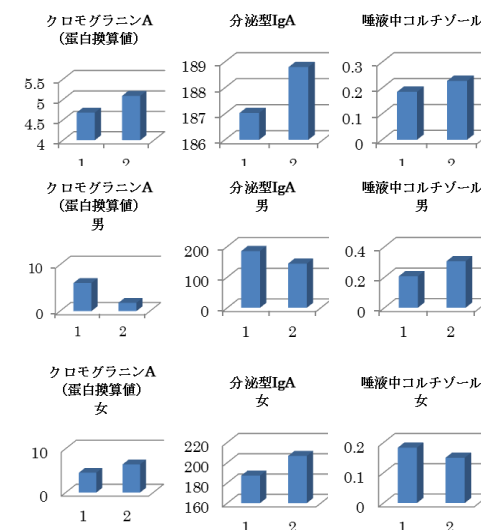 クロモグラニンA
(蛋白換算値)
5.5
5
4.5
4
1 2
分泌型IgA
189
188
187
186
1 2
唾液中コルチゾール
0.3
0.2
0.1
0
1 2
クロモグラニンA
(蛋白換算値)
男
10
0
1 2
分泌型IgA
男
200
100
0
1 2
唾液中コルチゾール
男
0.4
0.2
0
1 2
クロモグラニンA
(蛋白換算値)
女
10
0
1 2
分泌型IgA
女
220
200
180
160
1 2
唾液中コルチゾール
女
0.2
0.1
0
1 2